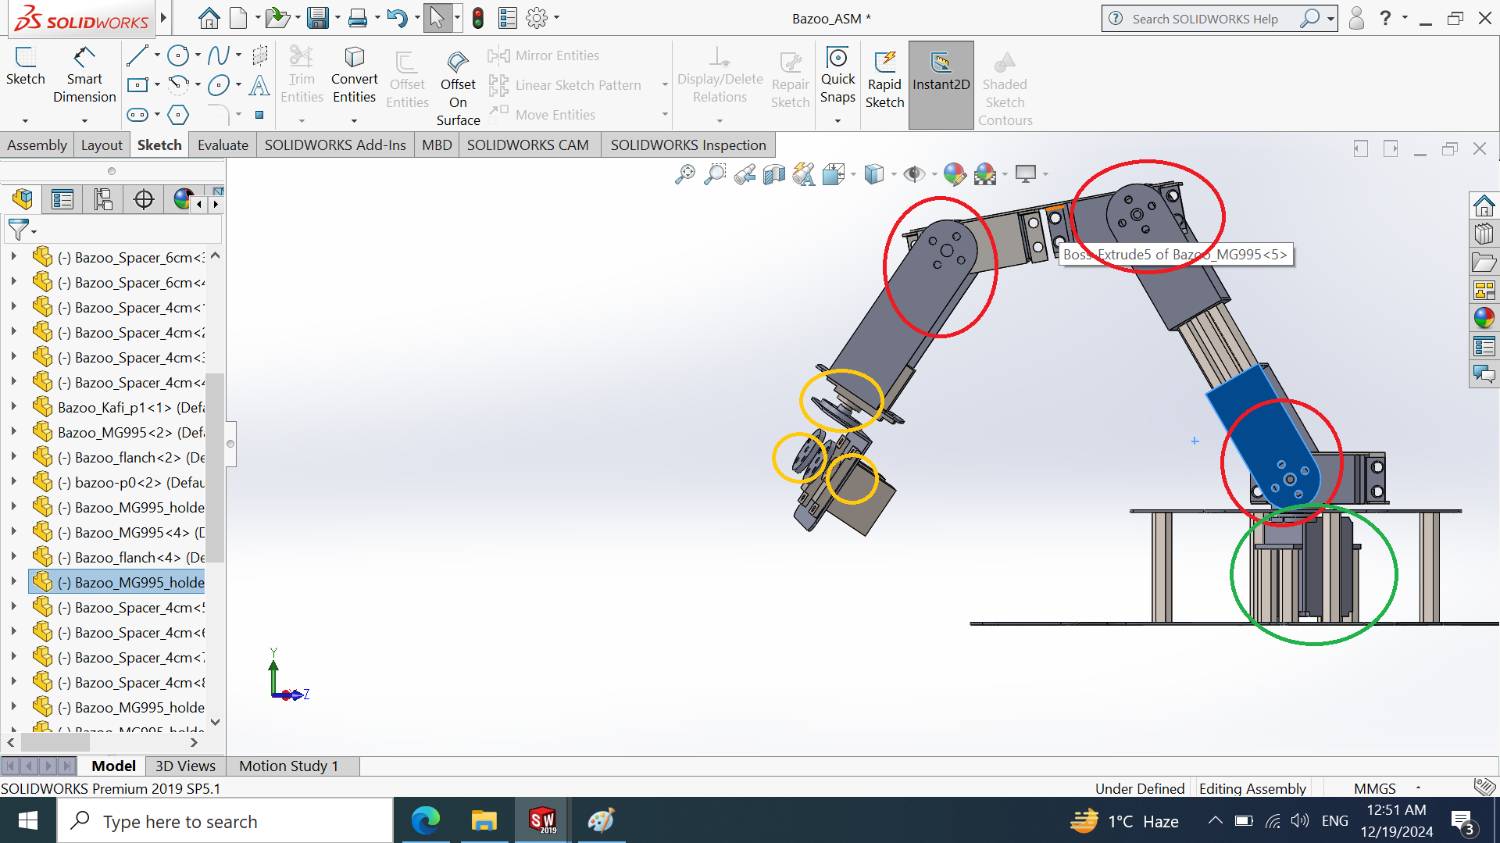 SOLIDWORKS
Bazoo_ASM *
Search SOLIDWORKS Help
?
Sketch
Smart Dimension
Trim Entities
Convert Entities
Offset Entities
Offset On Surface
Mirror Entities
Linear Sketch Pattern
Move Entities
Display/Delete Relations
Repair Sketch
Quick Snaps
Rapid Sketch
Instant2D
Shaded Sketch Contours
Assembly
Layout
Sketch
Evaluate
SOLIDWORKS Add-Ins
MBD
SOLIDWORKS CAM
SOLIDWORKS Inspection
(-) Bazoo_Spacer_6cm<3
(-) Bazoo_Spacer_6cm<4
(-) Bazoo_Spacer_4cm<1
(-) Bazoo_Spacer_4cm<2
(-) Bazoo_Spacer_4cm<3
(-) Bazoo_Spacer_4cm<4
Bazoo_Kafi_p1<1> (Defa
Bazoo_MG995<2> (Defau
(-) Bazoo_flanch<2> (De
(-) bazoo-p0<2> (Defau
(-) Bazoo_MG995_holde
(-) Bazoo_MG995<4> (D
(-) Bazoo_flanch<4> (De
(-) Bazoo_MG995_holde
(-) Bazoo_Spacer_4cm<5
(-) Bazoo_Spacer_4cm<6
(-) Bazoo_Spacer_4cm<7
(-) Bazoo_Spacer_4cm<8
(-) Bazoo_MG995_holde
(-) Bazoo_MG995_holde
Boss-Extrude5 of Bazoo_MG995<5>
Y
Z
Model
3D Views
Motion Study 1
SOLIDWORKS Premium 2019 SP5.1
Under Defined
Editing Assembly
MMGS
Type here to search
SW
2019
1°C Haze
ENG
12:51 AM
12/19/2024
3